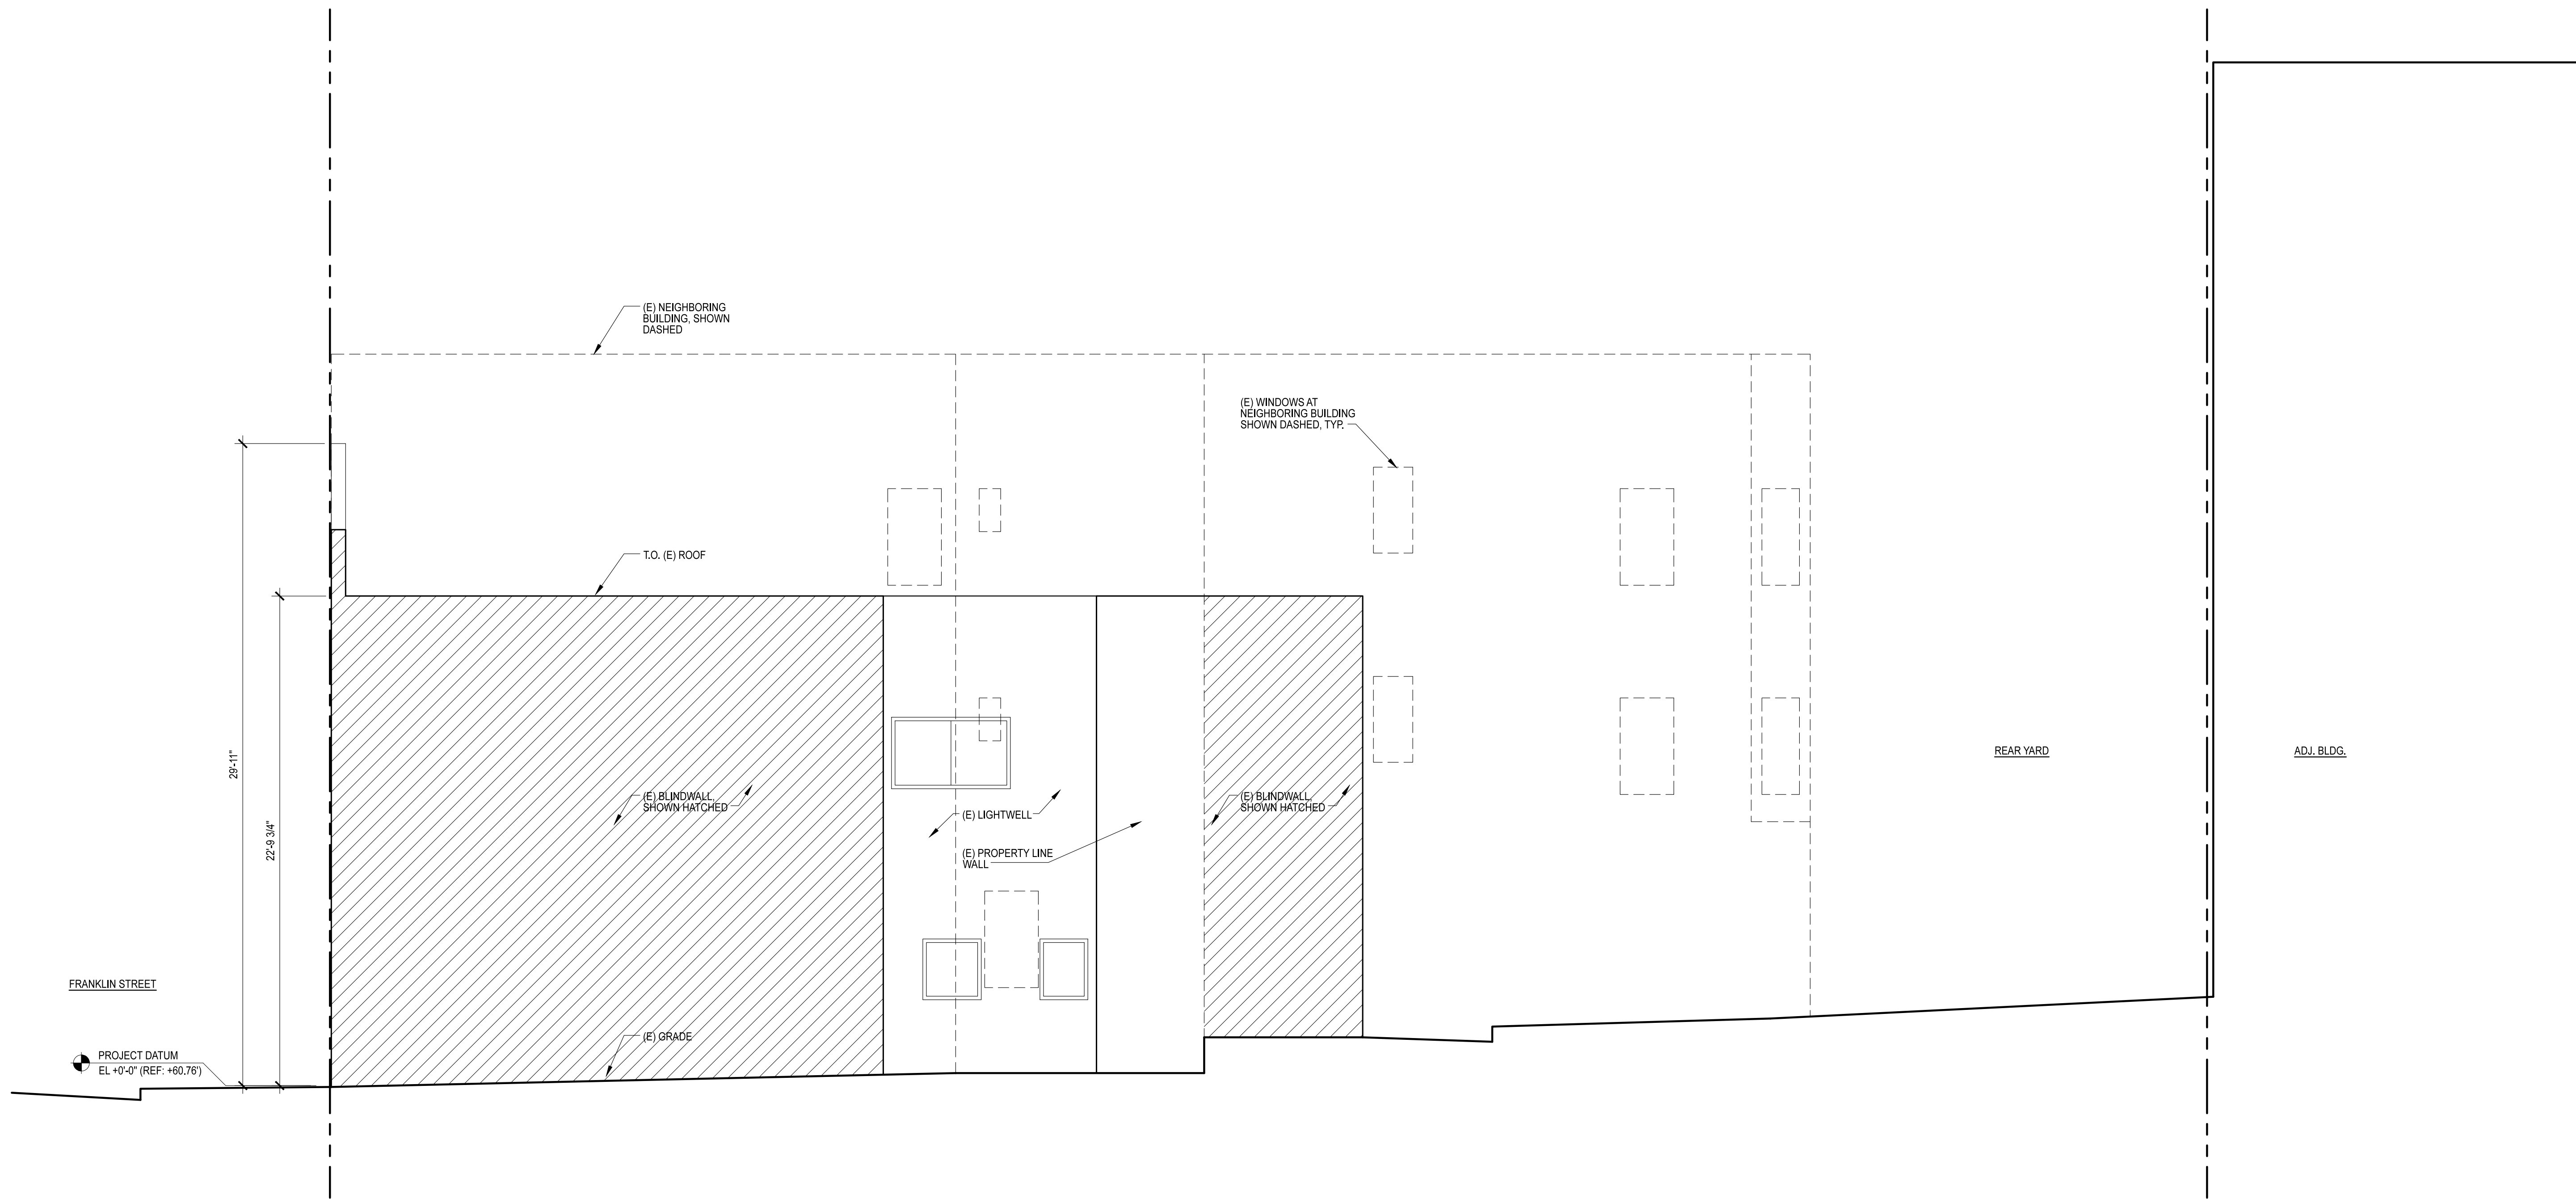 (E) NEIGHBORING
BUILDING, SHOWN
DASHED
(E) WINDOWS AT
NEIGHBORING BUILDING
SHOWN DASHED, TYP.
T.O. (E) ROOF
29'-11"
22'-9 3/4"
(E) BLINDWALL,
SHOWN HATCHED
(E) LIGHTWELL
(E) PROPERTY LINE
WALL
(E) BLINDWALL,
SHOWN HATCHED
REAR YARD
ADJ. BLDG.
FRANKLIN STREET
(E) GRADE
PROJECT DATUM
EL +0'-0" (REF: +60.76')